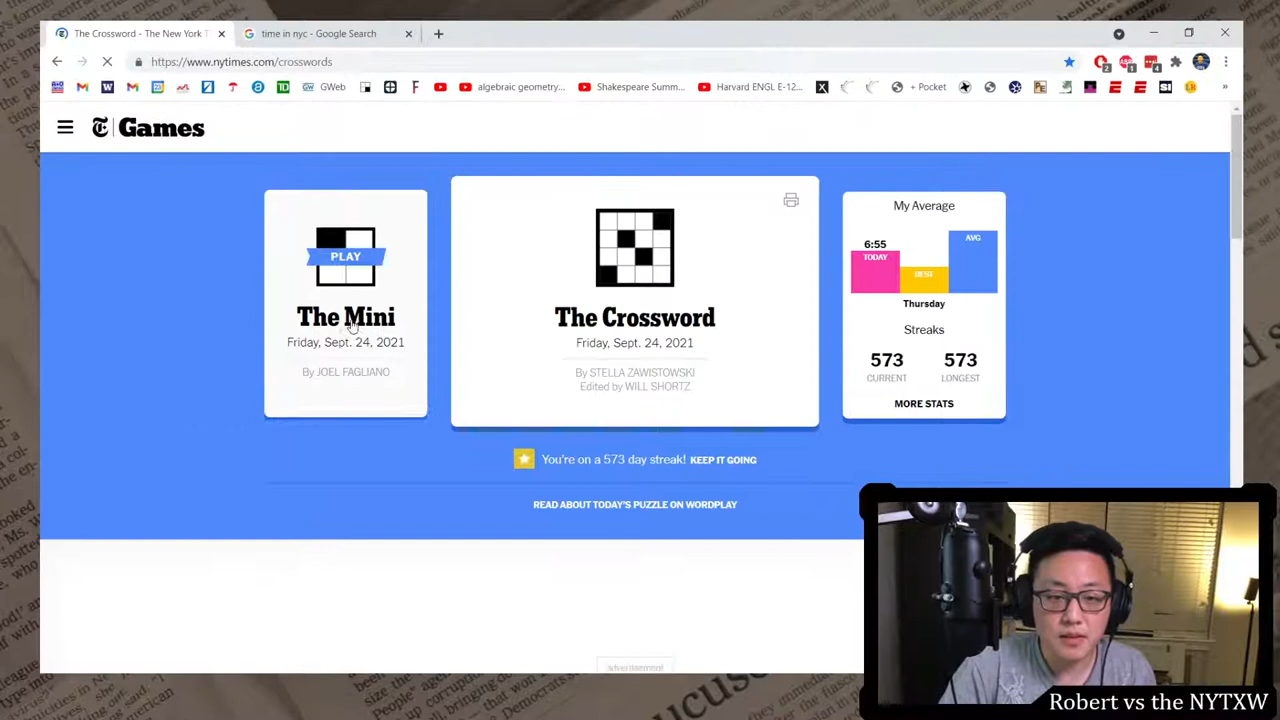 The Crossword - The New York T
time in nyc - Google Search
https://www.nytimes.com/crosswords
GWeb
algebraic geometry...
Shakespeare Summ...
Harvard ENGL E-12...
+ Pocket
Games
PLAY
The Mini
Friday, Sept. 24, 2021
By JOEL FAGLIANO
The Crossword
Friday, Sept. 24, 2021
By STELLA ZAWISTOWSKI
Edited by WILL SHORTZ
My Average
6:55
TODAY
BEST
AVG
Thursday
Streaks
573
573
CURRENT
LONGEST
MORE STATS
You're on a 573 day streak! KEEP IT GOING
READ ABOUT TODAY'S PUZZLE ON WORDPLAY
advertisement
Robert vs the NYTXW